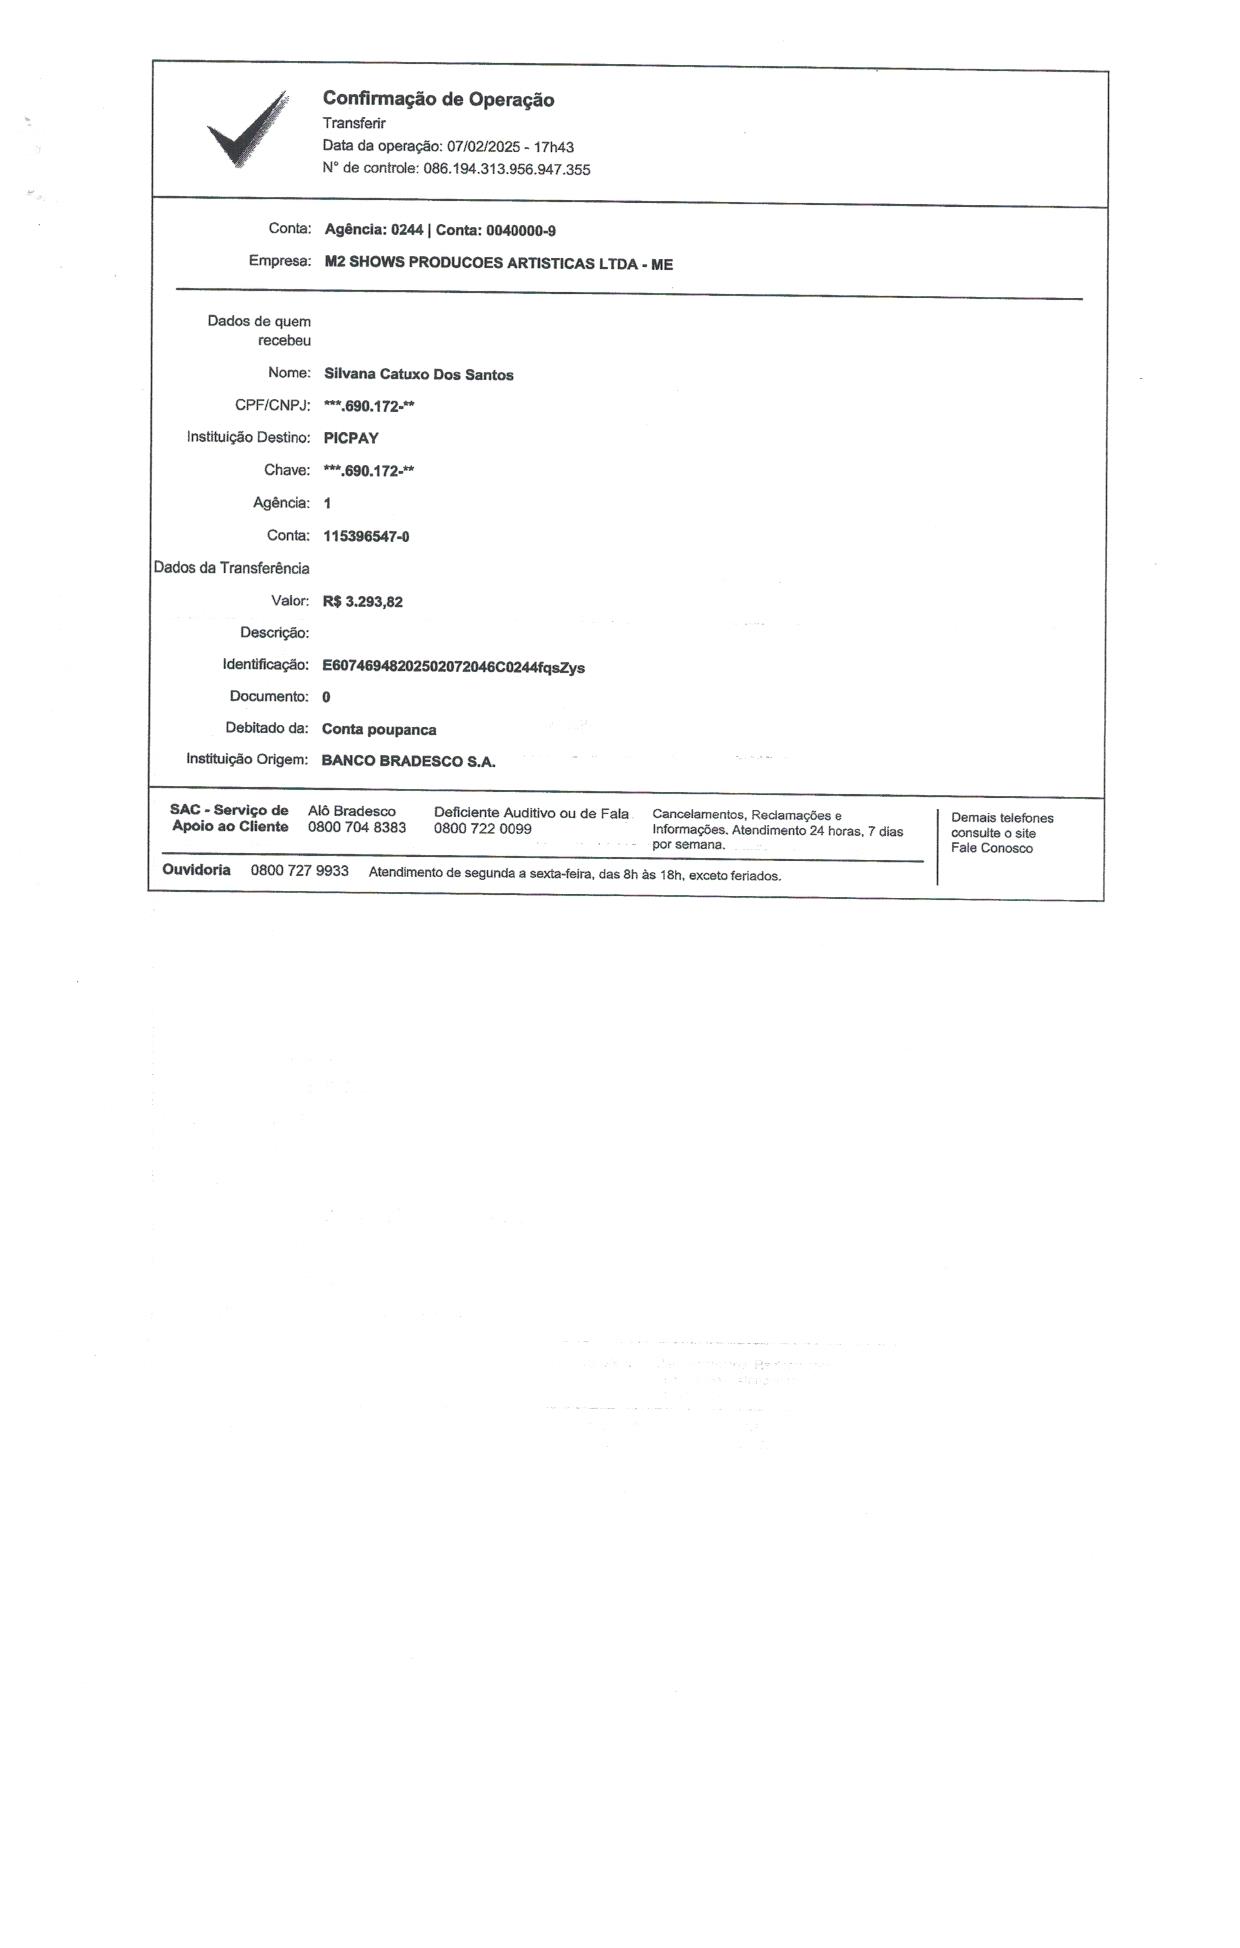 Confirmação de Operação
Transferir
Data da operação: 07/02/2025 - 17h43
N° de controle: 086.194.313.956.947.355
Conta: Agência: 0244 | Conta: 0040000-9
Empresa: M2 SHOWS PRODUCOES ARTISTICAS LTDA - ME
Dados de quem
recebeu
Nome: Silvana Catuxo Dos Santos
CPF/CNPJ: ***.690.172-**
Instituição Destino: PICPAY
Chave: ***.690.172-**
Agência: 1
Conta: 115396547-0
Dados da Transferência
Valor: R$ 3.293,82
Descrição:
Identificação: E60746948202502072046C0244fqsZys
Documento: 0
Debitado da: Conta poupanca
Instituição Origem: BANCO BRADESCO S.A.
SAC - Serviço de
Apoio ao Cliente
Alô Bradesco
0800 704 8383
Deficiente Auditivo ou de Fala
0800 722 0099
Cancelamentos, Reclamações e
Informações. Atendimento 24 horas, 7 dias
por semana.
Demais telefones
consulte o site
Fale Conosco
Ouvidoria 0800 727 9933 Atendimento de segunda a sexta-feira, das 8h às 18h, exceto feriados.